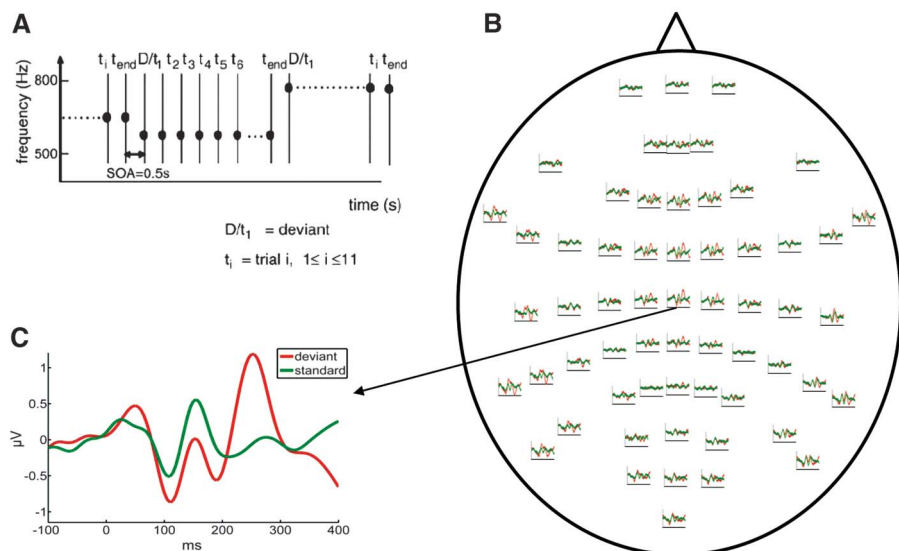 A
t_i t_end D/t_1 t_2 t_3 t_4 t_5 t_6 t_end D/t_1 t_i t_end
frequency (Hz)
800
500
SOA=0.5s
time (s)
D/t_1 = deviant
t_i = trial i, 1≤ i ≤11
B
C
deviant
standard
µV
1
0.5
0
-0.5
-1
-100 0 100 200 300 400
ms